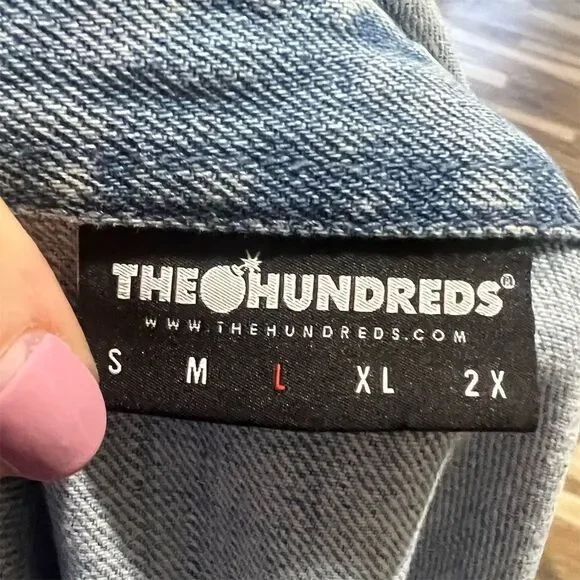 THE HUNDREDS®
WWW.THEHUNDREDS.COM
S M L XL 2X